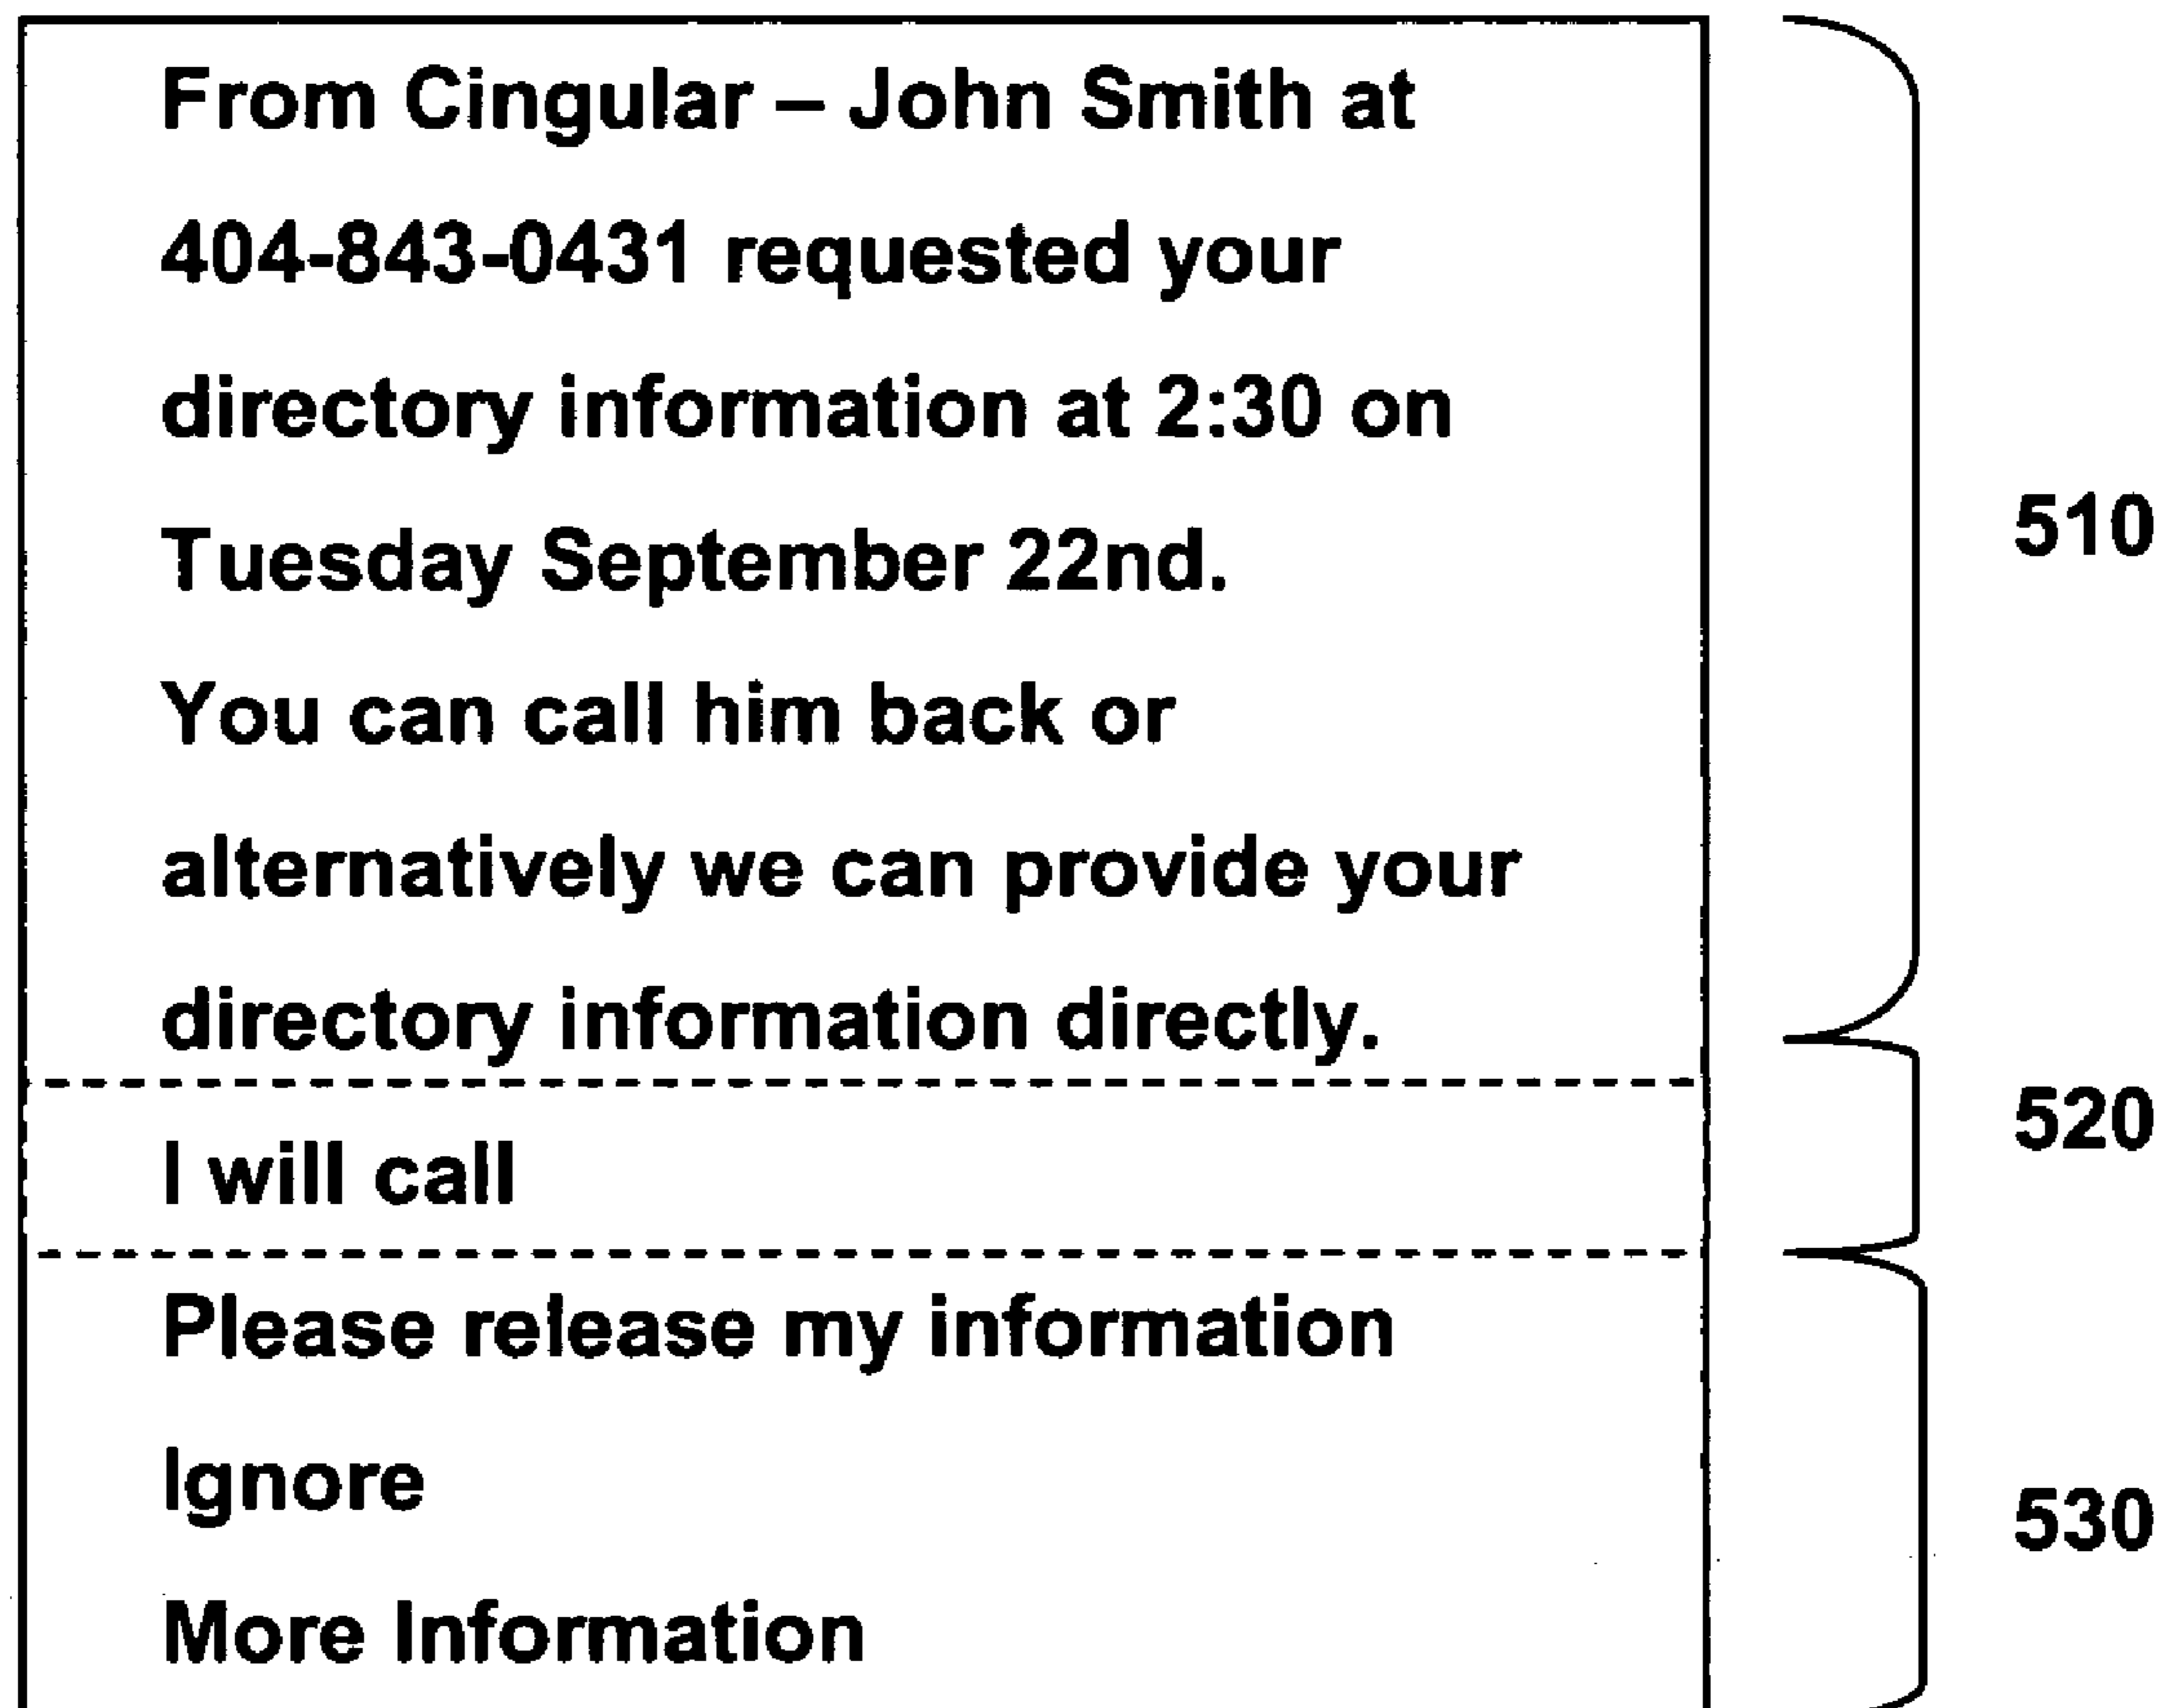 From Cingular – John Smith at
404-843-0431 requested your
directory information at 2:30 on
Tuesday September 22nd.
You can call him back or
alternatively we can provide your
directory information directly.
510
I will call
520
Please release my information
Ignore
530
More Information